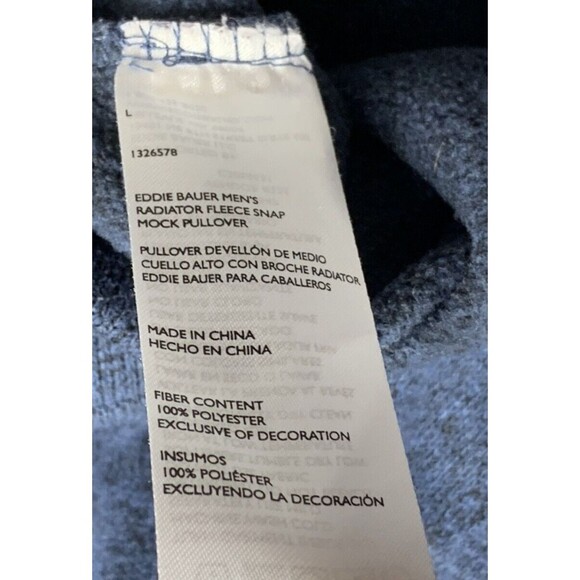 L
1326578
EDDIE BAUER MEN'S
RADIATOR FLEECE SNAP
MOCK PULLOVER
PULLOVER DEVELLÓN DE MEDIO
CUELLO ALTO CON BROCHE RADIATOR
EDDIE BAUER PARA CABALLEROS
MADE IN CHINA
HECHO EN CHINA
FIBER CONTENT
100% POLYESTER
EXCLUSIVE OF DECORATION
INSUMOS
100% POLIÉSTER
EXCLUYENDO LA DECORACIÓN